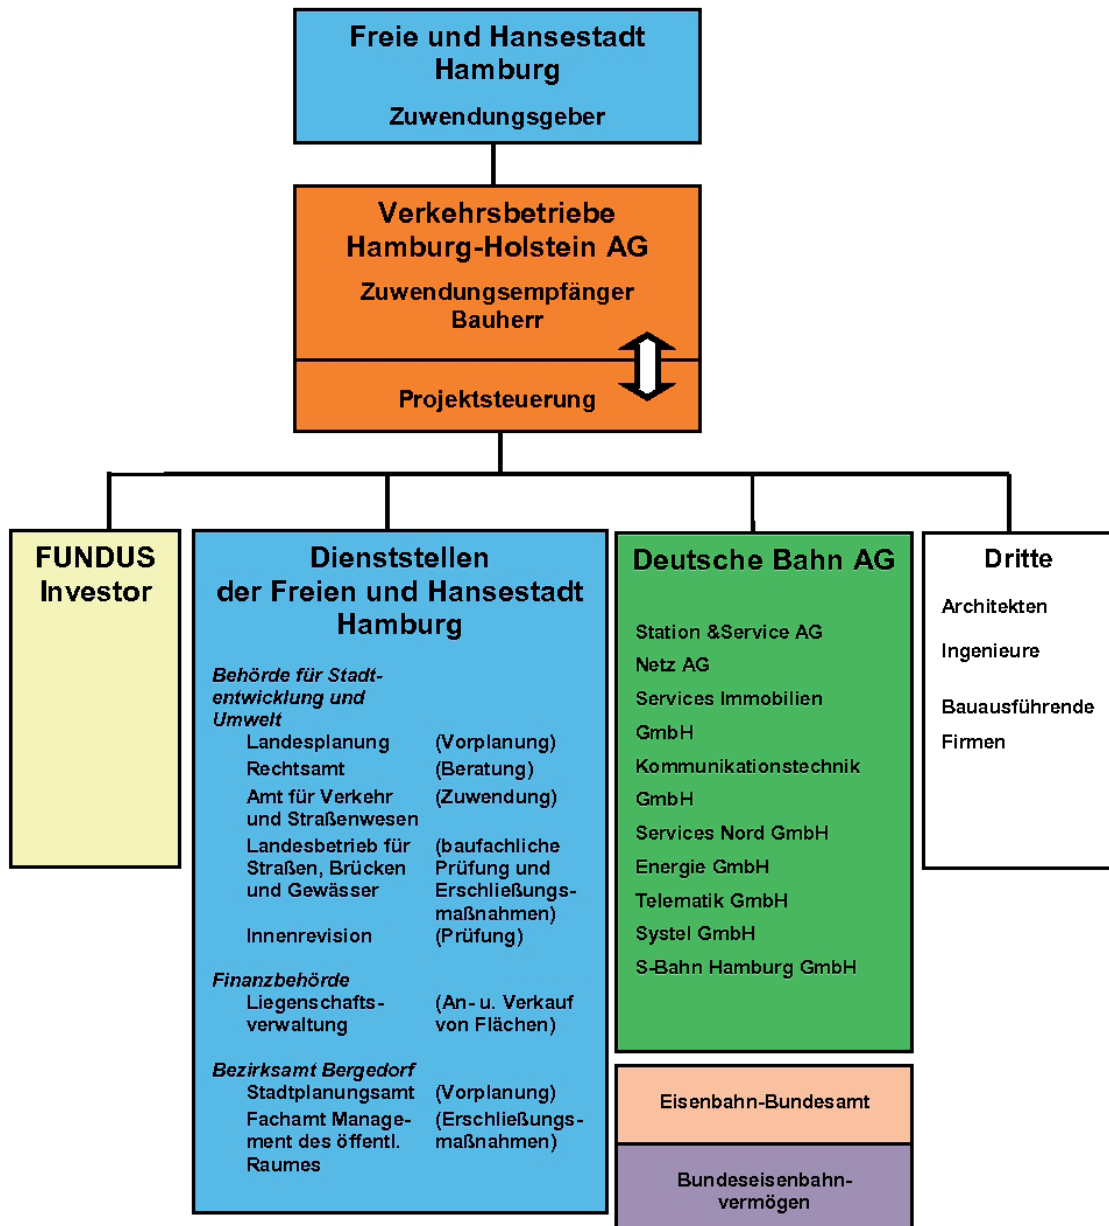 Freie und Hansestadt
Hamburg
Zuwendungsgeber
Verkehrsbetriebe
Hamburg-Holstein AG
Zuwendungsempfänger
Bauherr
Projektsteuerung
FUNDUS
Investor
Dienststellen
der Freien und Hansestadt
Hamburg
Behörde für Stadt-
entwicklung und
Umwelt
Landesplanung (Vorplanung)
Rechtsamt (Beratung)
Amt für Verkehr (Zuwendung)
und Straßenwesen
Landesbetrieb für (baufachliche
Straßen, Brücken Prüfung und
und Gewässer Erschließungs-
maßnahmen)
Innenrevision (Prüfung)
Finanzbehörde
Liegenschafts- (An- u. Verkauf
verwaltung von Flächen)
Bezirksamt Bergedorf
Stadtplanungsamt (Vorplanung)
Fachamt Manage- (Erschließungs-
ment des öffentl. maßnahmen)
Raumes
Deutsche Bahn AG
Station &Service AG
Netz AG
Services Immobilien
GmbH
Kommunikationstechnik
GmbH
Services Nord GmbH
Energie GmbH
Telematik GmbH
Systel GmbH
S-Bahn Hamburg GmbH
Eisenbahn-Bundesamt
Bundeseisenbahn-
vermögen
Dritte
Architekten
Ingenieure
Bauausführende
Firmen